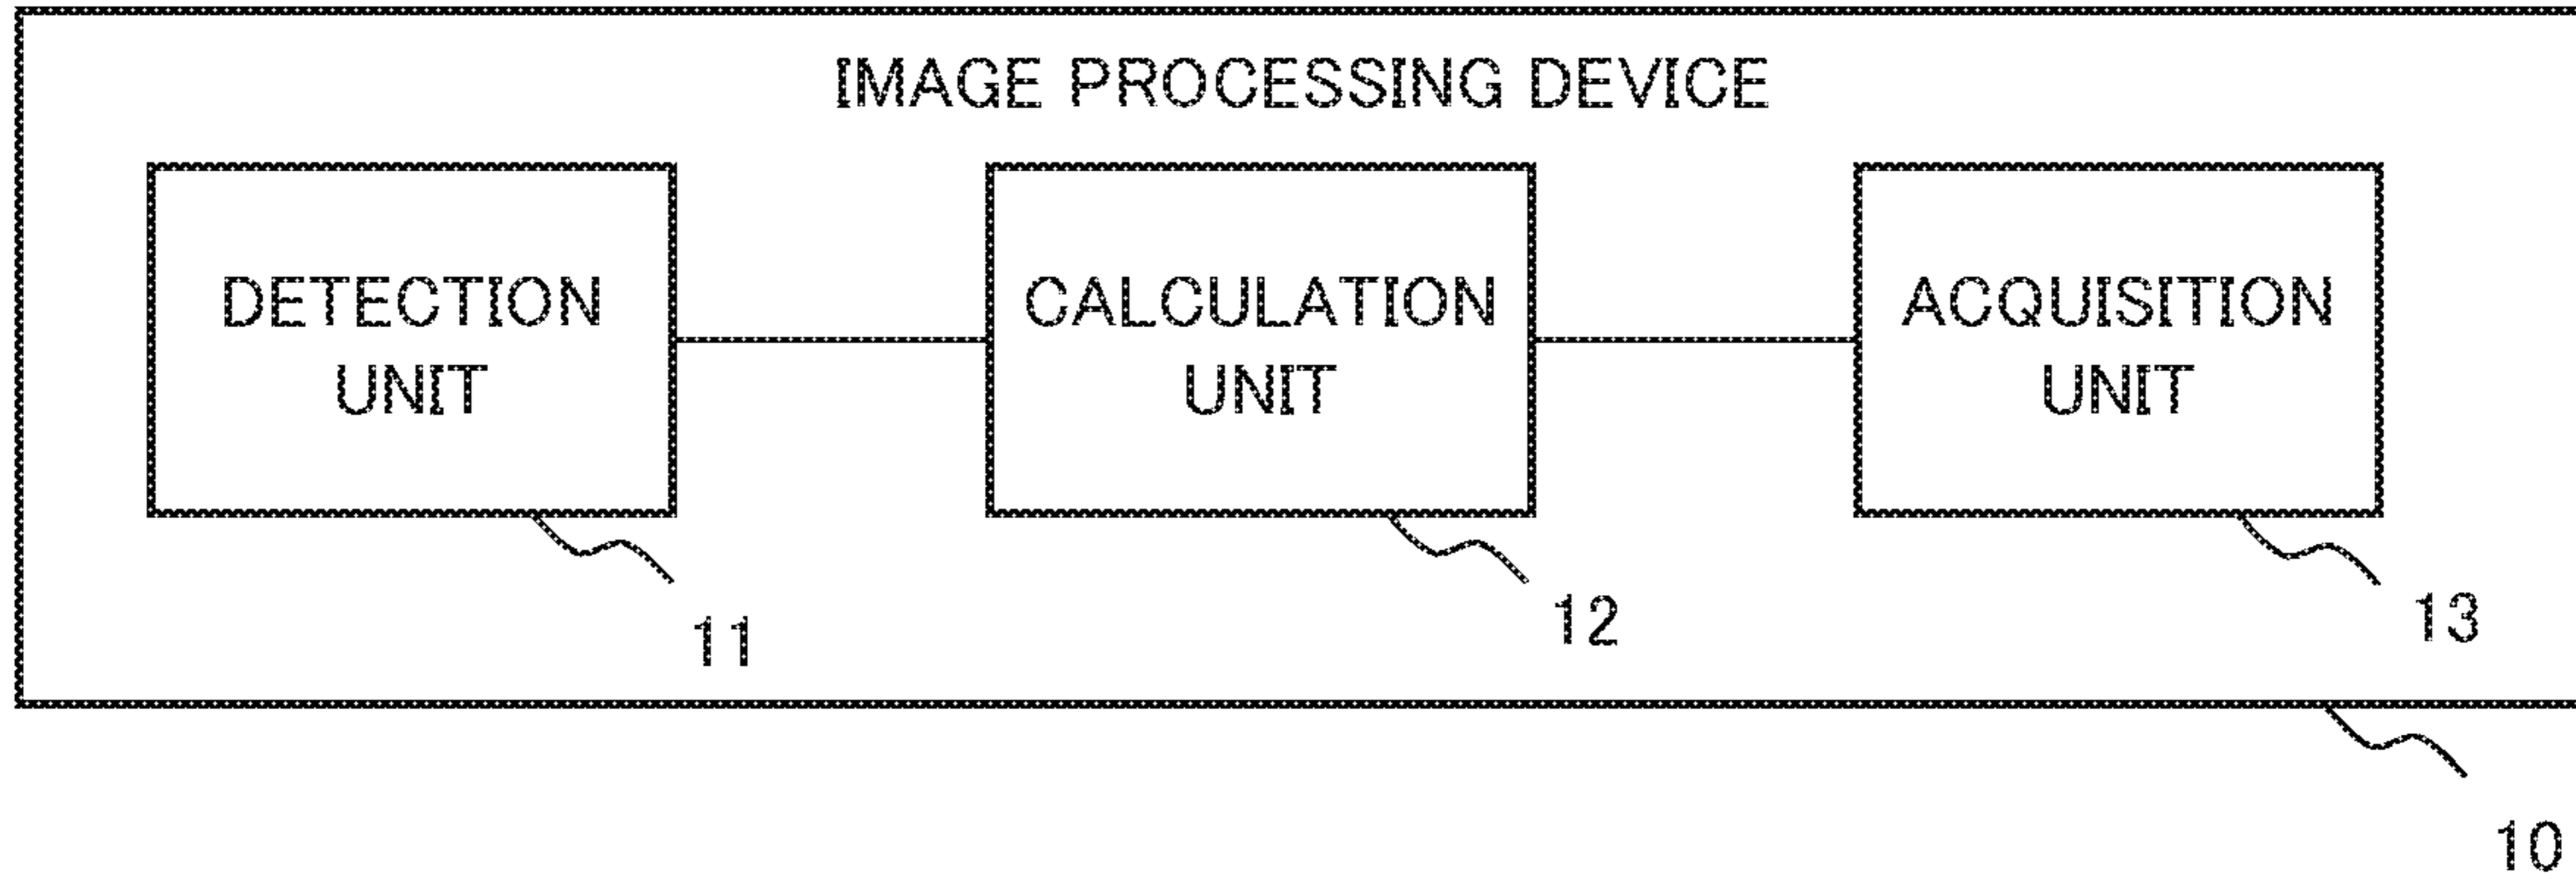 IMAGE PROCESSING DEVICE
DETECTION
UNIT
CALCULATION
UNIT
ACQUISITION
UNIT
11
12
13
10